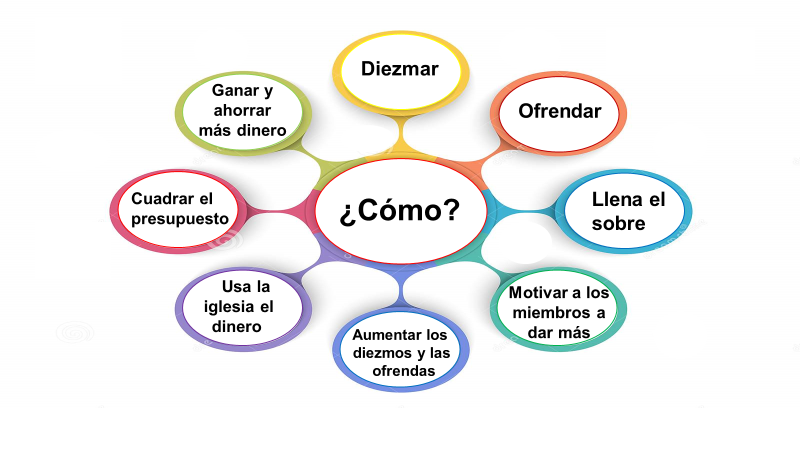 ¿Cómo?
Diezmar
Ofrendar
Llena el
sobre
Motivar a los
miembros a
dar más
Aumentar los
diezmos y las
ofrendas
Usa la
iglesia el
dinero
Cuadrar el
presupuesto
Ganar y
ahorrar
más dinero